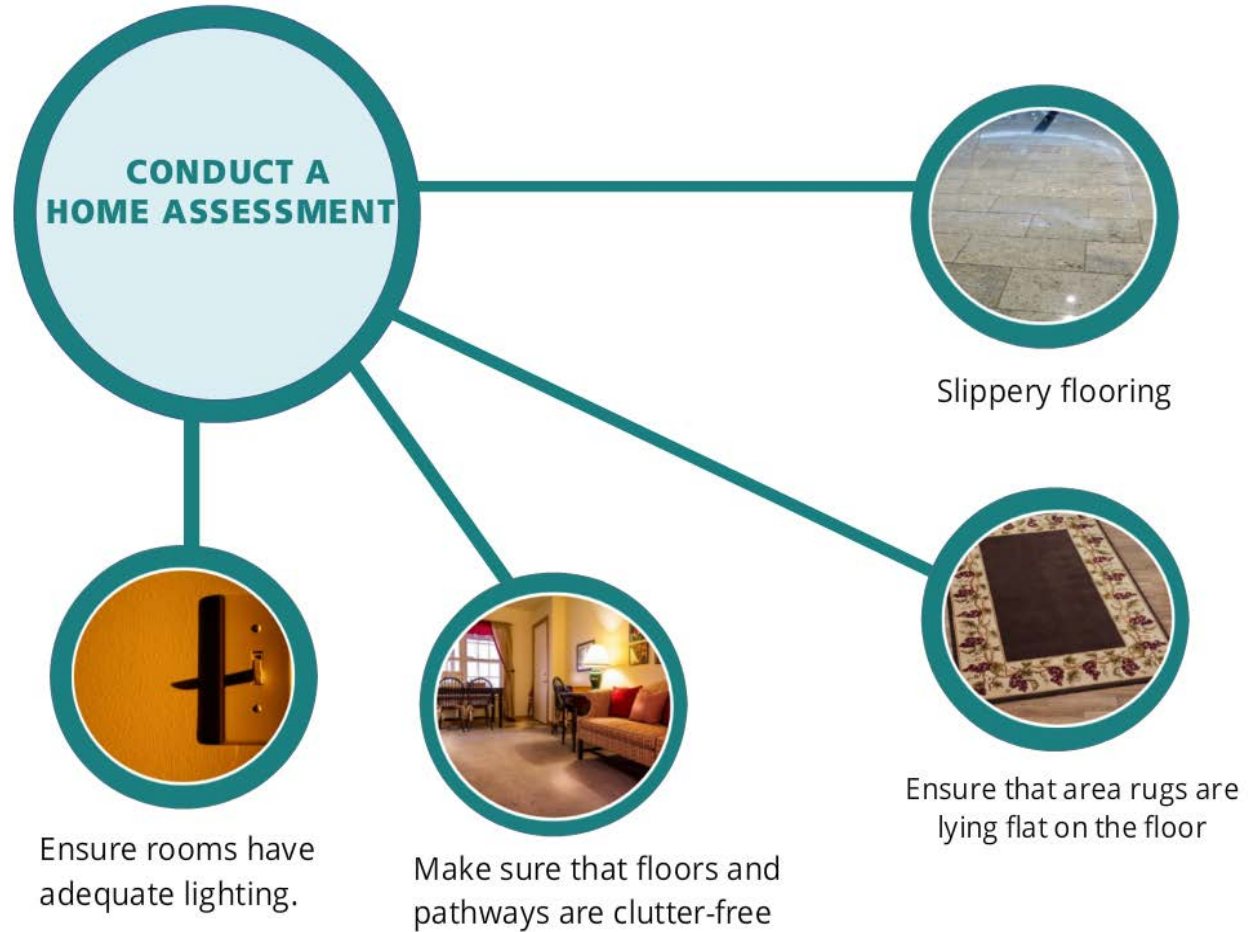 CONDUCT A
HOME ASSESSMENT
Slippery flooring
Ensure that area rugs are
lying flat on the floor
Ensure rooms have
adequate lighting.
Make sure that floors and
pathways are clutter-free